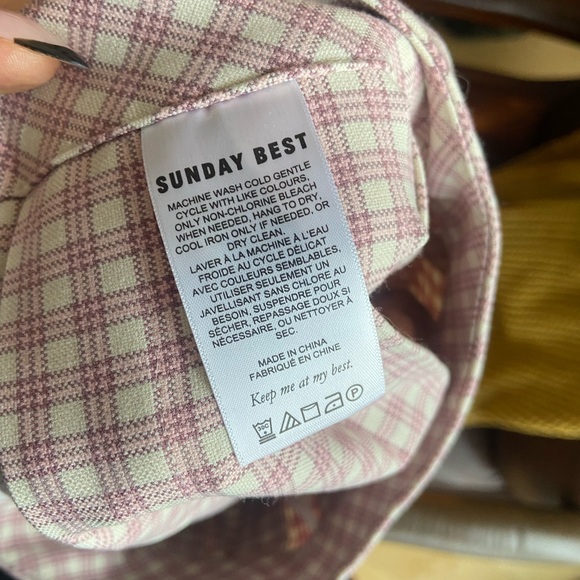 SUNDAY BEST
MACHINE WASH COLD GENTLE
CYCLE WITH LIKE COLOURS.
ONLY NON-CHLORINE BLEACH
WHEN NEEDED, HANG TO DRY,
COOL IRON ONLY IF NEEDED. OR
DRY CLEAN.
LAVER À LA MACHINE À L'EAU
FROIDE AU CYCLE DÉLICAT
AVEC COULEURS SEMBLABLES,
UTILISER SEULEMENT UN
JAVELLISANT SANS CHLORE AU
BESOIN, SUSPENDRE POUR
SÉCHER, REPASSAGE DOUX SI
NÉCESSAIRE, OU NETTOYER À
SEC.
MADE IN CHINA
FABRIQUÉ EN CHINE
Keep me at my best.
30C P